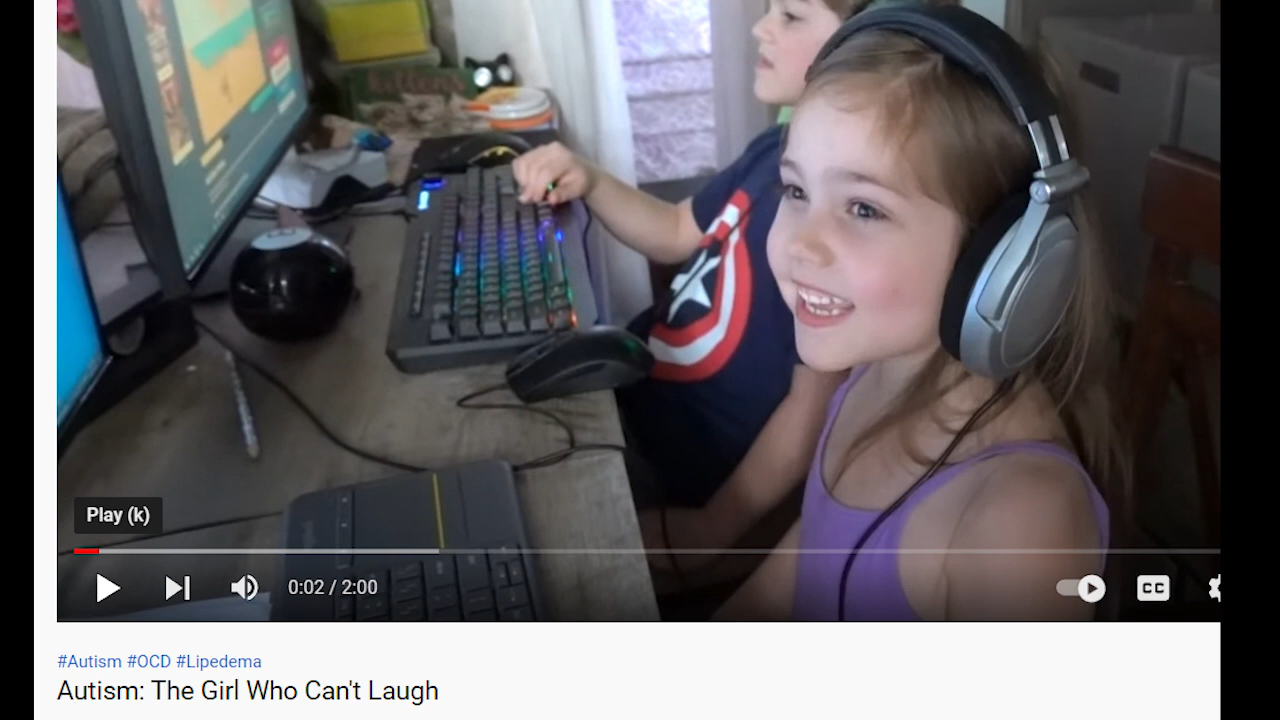 Play (k)
0:02 / 2:00
CC
#Autism #OCD #Lipedema
Autism: The Girl Who Can't Laugh